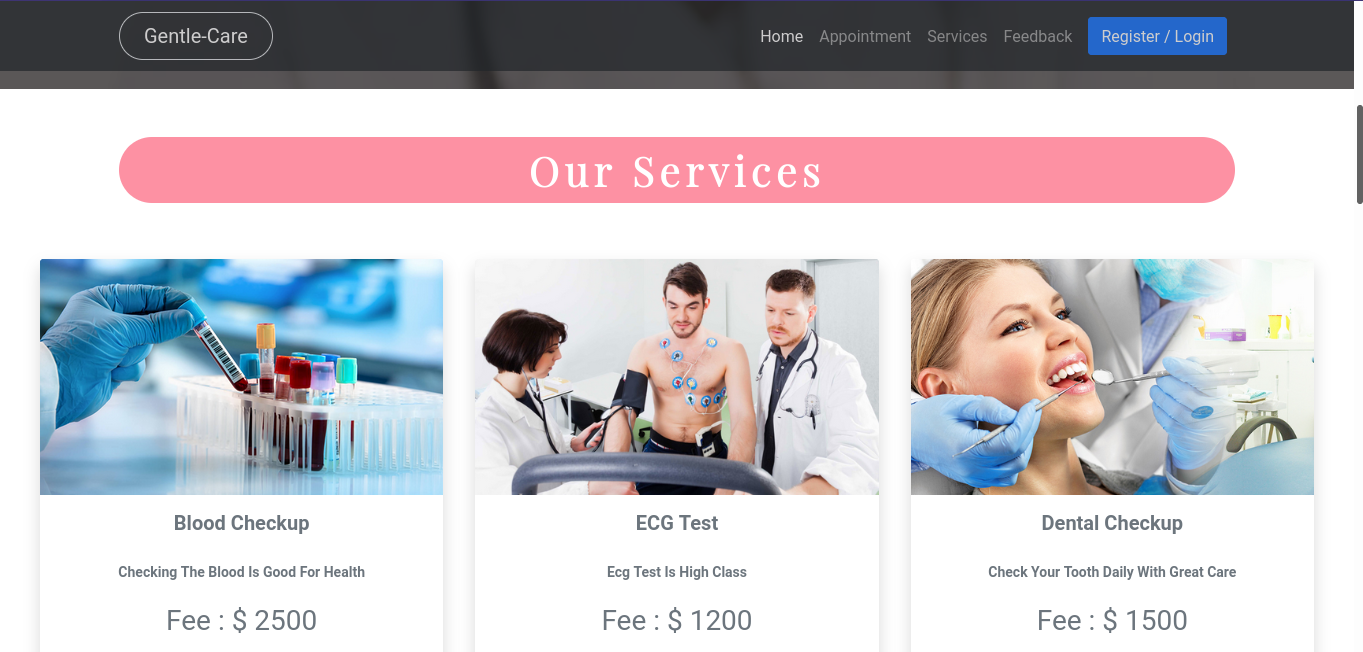 Gentle-Care
Home Appointment Services Feedback Register / Login
Our Services
Blood Checkup
Checking The Blood Is Good For Health
Fee : $ 2500
ECG Test
Ecg Test Is High Class
Fee : $ 1200
Dental Checkup
Check Your Tooth Daily With Great Care
Fee : $ 1500